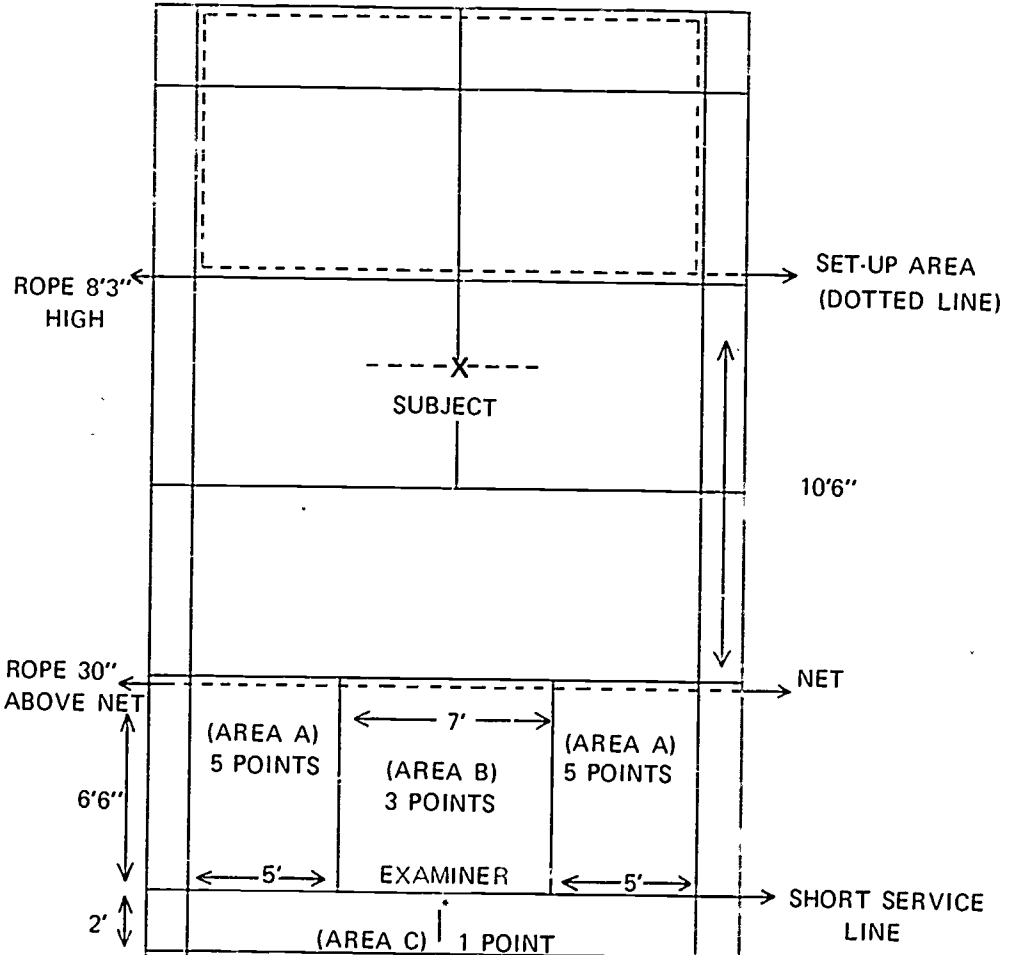 ROPE 8'3"
HIGH
SET-UP AREA
(DOTTED LINE)
X
SUBJECT
10'6"
ROPE 30"
ABOVE NET
NET
7'
(AREA A)
5 POINTS
(AREA B)
3 POINTS
(AREA A)
5 POINTS
6'6"
5'
EXAMINER
5'
SHORT SERVICE
LINE
2'
(AREA C) 1 POINT